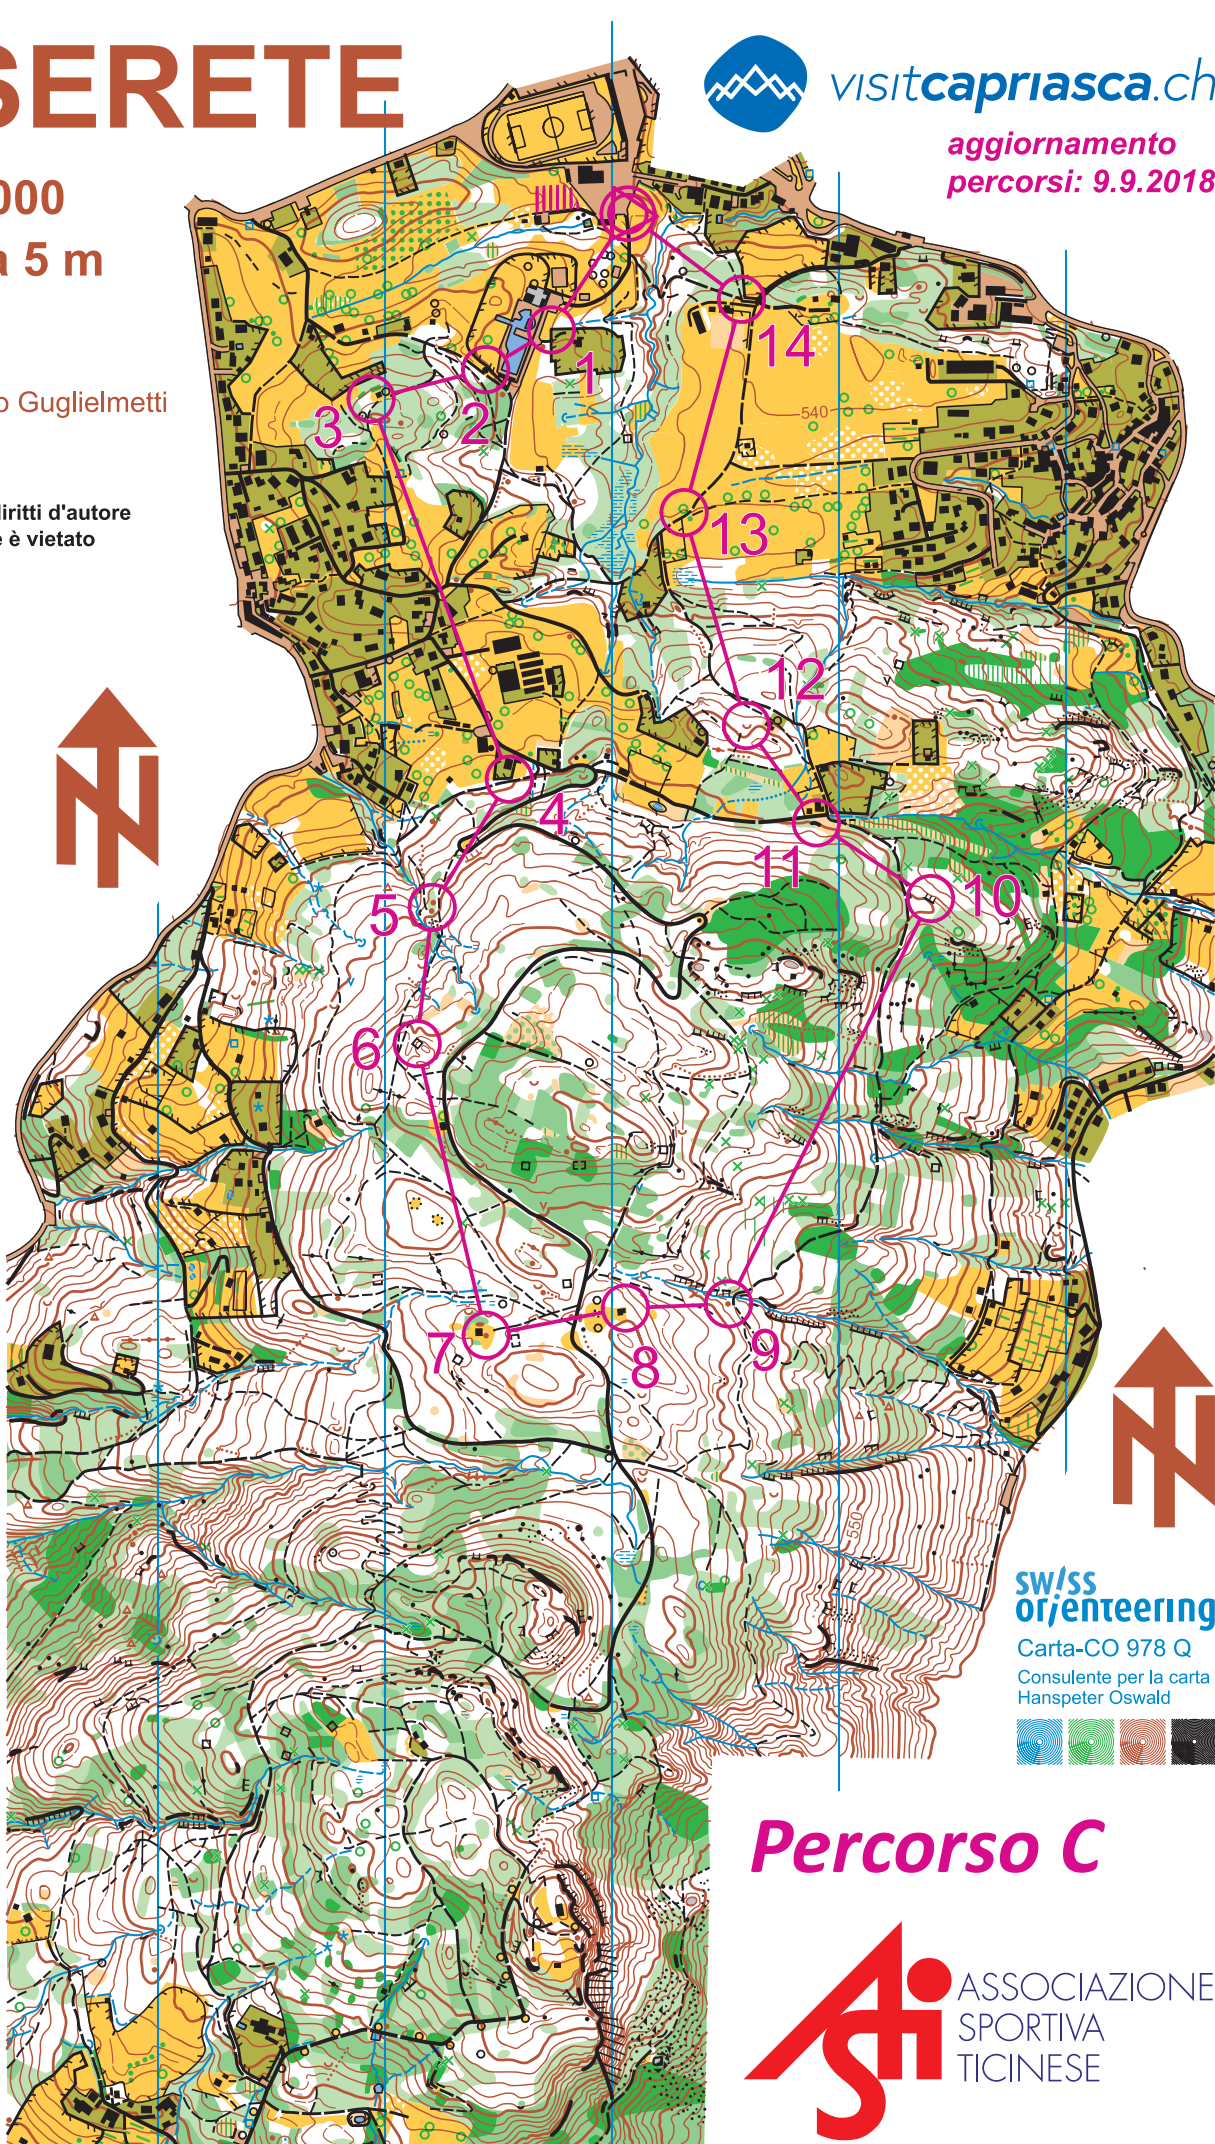 SERETE
visitcapriasca.ch
aggiornamento
percorsi: 9.9.2018
000
a 5 m
o Guglielmetti
diritti d'autore
e è vietato
14
1
2
3
540
13
12
4
11
10
5
6
7
8
9
550
swiss
orienteering
Carta-CO 978 Q
Consulente per la carta
Hanspeter Oswald
Percorso C
ASi
ASSOCIAZIONE
SPORTIVA
TICINESE